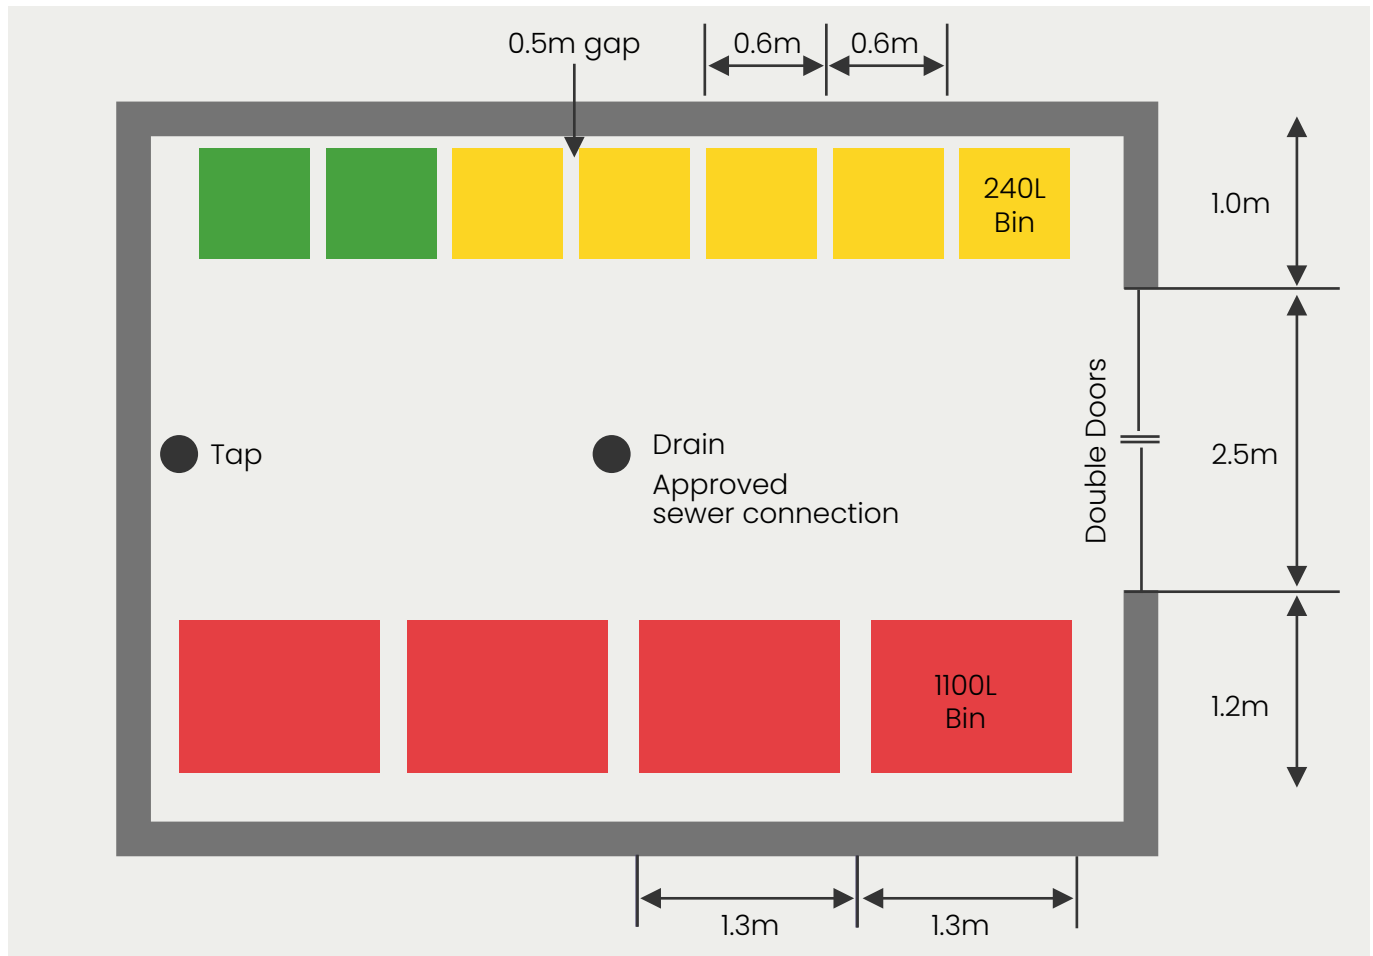 0.5m gap
0.6m
0.6m
240L
Bin
1.0m
Tap
Drain
Approved
sewer connection
Double Doors
2.5m
1100L
Bin
1.2m
1.3m
1.3m